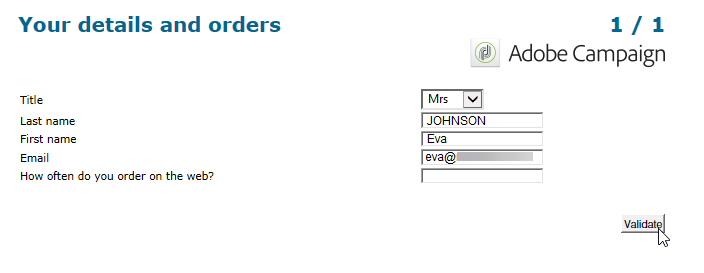 Your details and orders 1 / 1
Adobe Campaign
Title Mrs
Last name JOHNSON
First name Eva
Email eva@
How often do you order on the web?
Validate